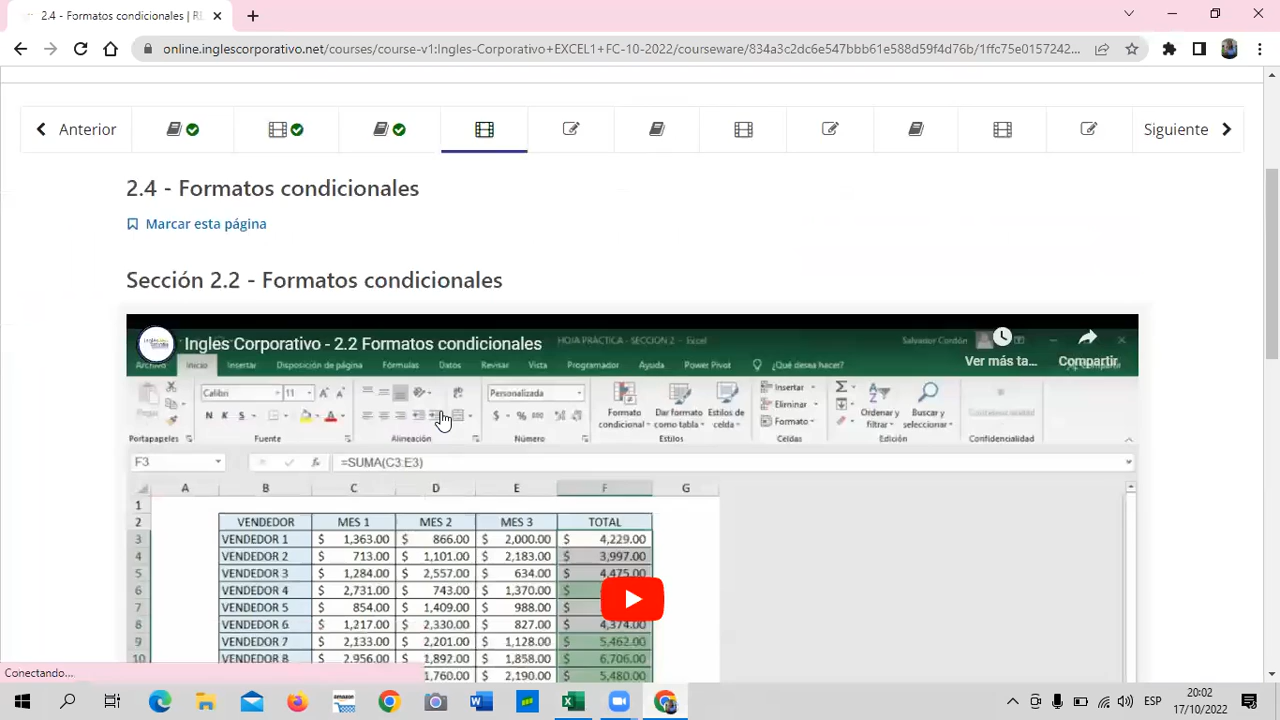 2.4 - Formatos condicionales
online.inglescorporativo.net/courses/course-v1:Ingles-Corporativo+EXCEL1+FC-10-2022/courseware/834a3c2c6e547bbb61e588d59f4d76b/1ffc75e0157242...
Anterior
Siguiente
2.4 - Formatos condicionales
Marcar esta página
Sección 2.2 - Formatos condicionales
Ingles Corporativo - 2.2 Formatos condicionales
HOJA PRÁCTICA - SECCIÓN 2 - Excel
Salvador Cordón
Ver más ta...
Compartir
Archivo Inicio Insertar Disposición de página Fórmulas Datos Revisar Vista Programador Ayuda Power Pivot ¿Qué desea hacer?
Calibri 11 Personalizada
Pegar
N K S
$ % 000
Formato condicional
Dar formato como tabla
Estilos de celda
Insertar
Eliminar
Formato
Ordenar y filtrar
Buscar y seleccionar
Portapapeles Fuente Alineación Número Estilos Celdas Edición Confidencialidad
F3 fx =SUMA(C3:E3)
A B C D E F G
1
2 VENDEDOR MES 1 MES 2 MES 3 TOTAL
3 VENDEDOR 1 $ 1,363.00 $ 866.00 $ 2,000.00 $ 4,229.00
4 VENDEDOR 2 $ 713.00 $ 1,101.00 $ 2,183.00 $ 3,997.00
5 VENDEDOR 3 $ 1,284.00 $ 2,557.00 $ 634.00 $ 4,475.00
6 VENDEDOR 4 $ 2,731.00 $ 743.00 $ 1,370.00 $
7 VENDEDOR 5 $ 854.00 $ 1,409.00 $ 988.00 $
8 VENDEDOR 6 $ 1,217.00 $ 2,330.00 $ 827.00 $ 4,374.00
9 VENDEDOR 7 $ 2,133.00 $ 2,201.00 $ 1,128.00 $ 5,462.00
10 VENDEDOR 8 $ 2,956.00 $ 1,892.00 $ 1,858.00 $ 6,706.00
1,760.00 $ 2,190.00 $ 5,480.00
Conectando...
ESP
20:02
17/10/2022